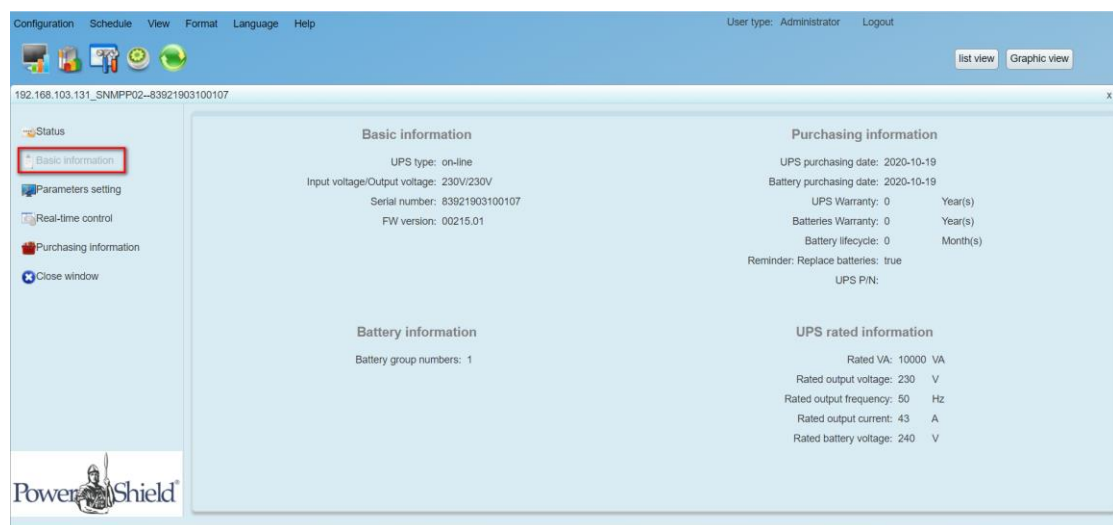 Configuration Schedule View Format Language Help User type: Administrator Logout
list view Graphic view
192.168.103.131_SNMPP02--83921903100107 x
Status
Basic information
Parameters setting
Real-time control
Purchasing information
Close window
Basic information
UPS type: on-line
Input voltage/Output voltage: 230V/230V
Serial number: 83921903100107
FW version: 00215.01
Purchasing information
UPS purchasing date: 2020-10-19
Battery purchasing date: 2020-10-19
UPS Warranty: 0 Year(s)
Batteries Warranty: 0 Year(s)
Battery lifecycle: 0 Month(s)
Reminder: Replace batteries: true
UPS P/N:
Battery information
Battery group numbers: 1
UPS rated information
Rated VA: 10000 VA
Rated output voltage: 230 V
Rated output frequency: 50 Hz
Rated output current: 43 A
Rated battery voltage: 240 V
PowerShield®